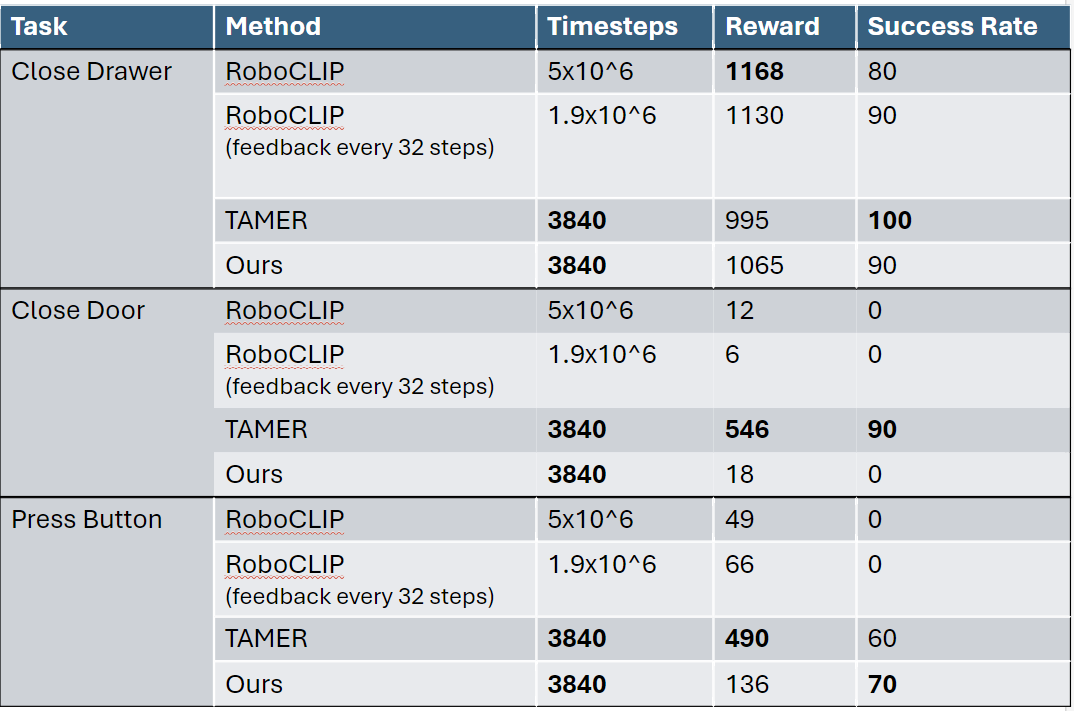 Task Method Timesteps Reward Success Rate
Close Drawer RoboCLIP 5x10^6 1168 80
RoboCLIP 1.9x10^6 1130 90
(feedback every 32 steps)
TAMER 3840 995 100
Ours 3840 1065 90
Close Door RoboCLIP 5x10^6 12 0
RoboCLIP 1.9x10^6 6 0
(feedback every 32 steps)
TAMER 3840 546 90
Ours 3840 18 0
Press Button RoboCLIP 5x10^6 49 0
RoboCLIP 1.9x10^6 66 0
(feedback every 32 steps)
TAMER 3840 490 60
Ours 3840 136 70